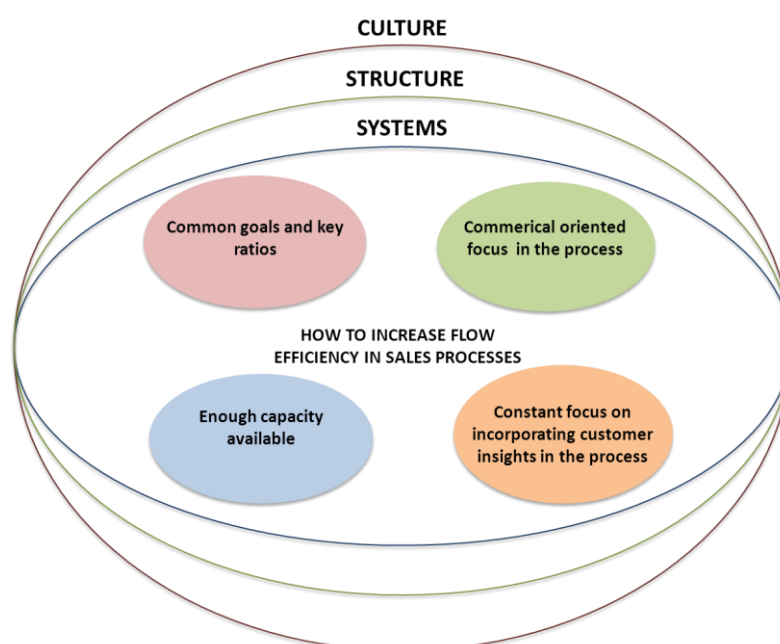 CULTURE
STRUCTURE
SYSTEMS
Common goals and key
ratios
Commerical oriented
focus in the process
HOW TO INCREASE FLOW
EFFICIENCY IN SALES PROCESSES
Enough capacity
available
Constant focus on
incorporating customer
insights in the process